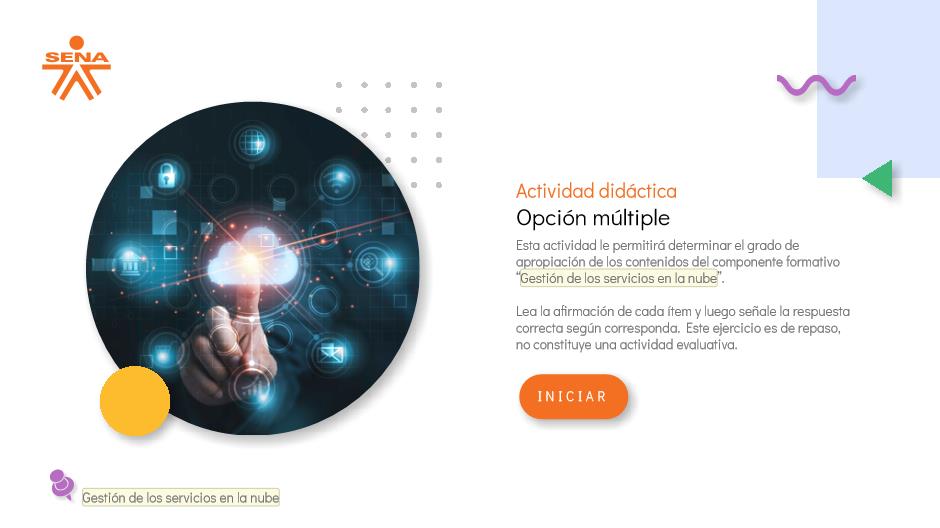 SENA
Actividad didáctica
Opción múltiple
Esta actividad le permitirá determinar el grado de
apropiación de los contenidos del componente formativo
“Gestión de los servicios en la nube”.
Lea la afirmación de cada ítem y luego señale la respuesta
correcta según corresponda. Este ejercicio es de repaso,
no constituye una actividad evaluativa.
INICIAR
Gestión de los servicios en la nube